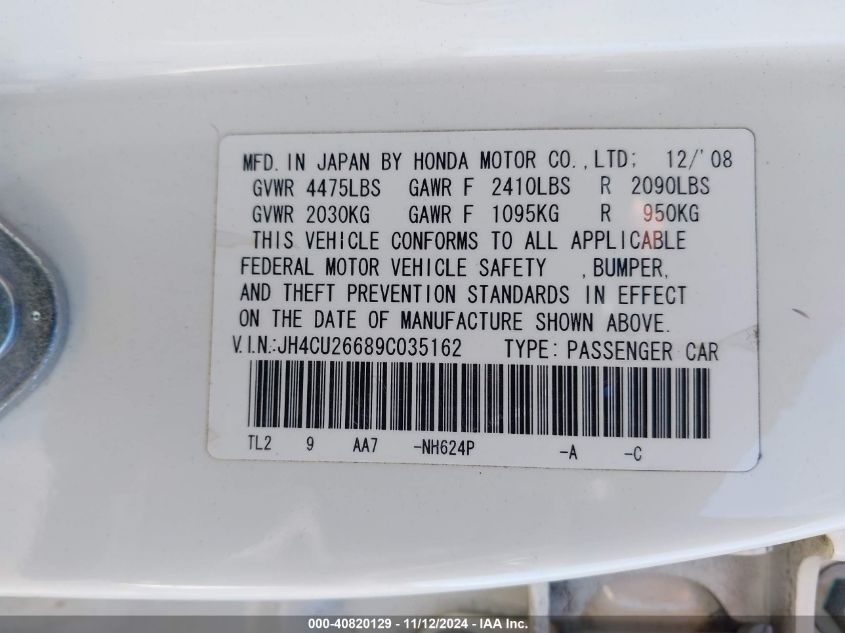 MFD. IN JAPAN BY HONDA MOTOR CO., LTD; 12/'08
GVWR 4475LBS GAWR F 2410LBS R 2090LBS
GVWR 2030KG GAWR F 1095KG R 950KG
THIS VEHICLE CONFORMS TO ALL APPLICABLE
FEDERAL MOTOR VEHICLE SAFETY , BUMPER,
AND THEFT PREVENTION STANDARDS IN EFFECT
ON THE DATE OF MANUFACTURE SHOWN ABOVE.
V.I.N.:JH4CU26689C035162 TYPE: PASSENGER CAR
TL2 9 AA7 -NH624P -A -C
000-40820129 - 11/12/2024 - IAA Inc.